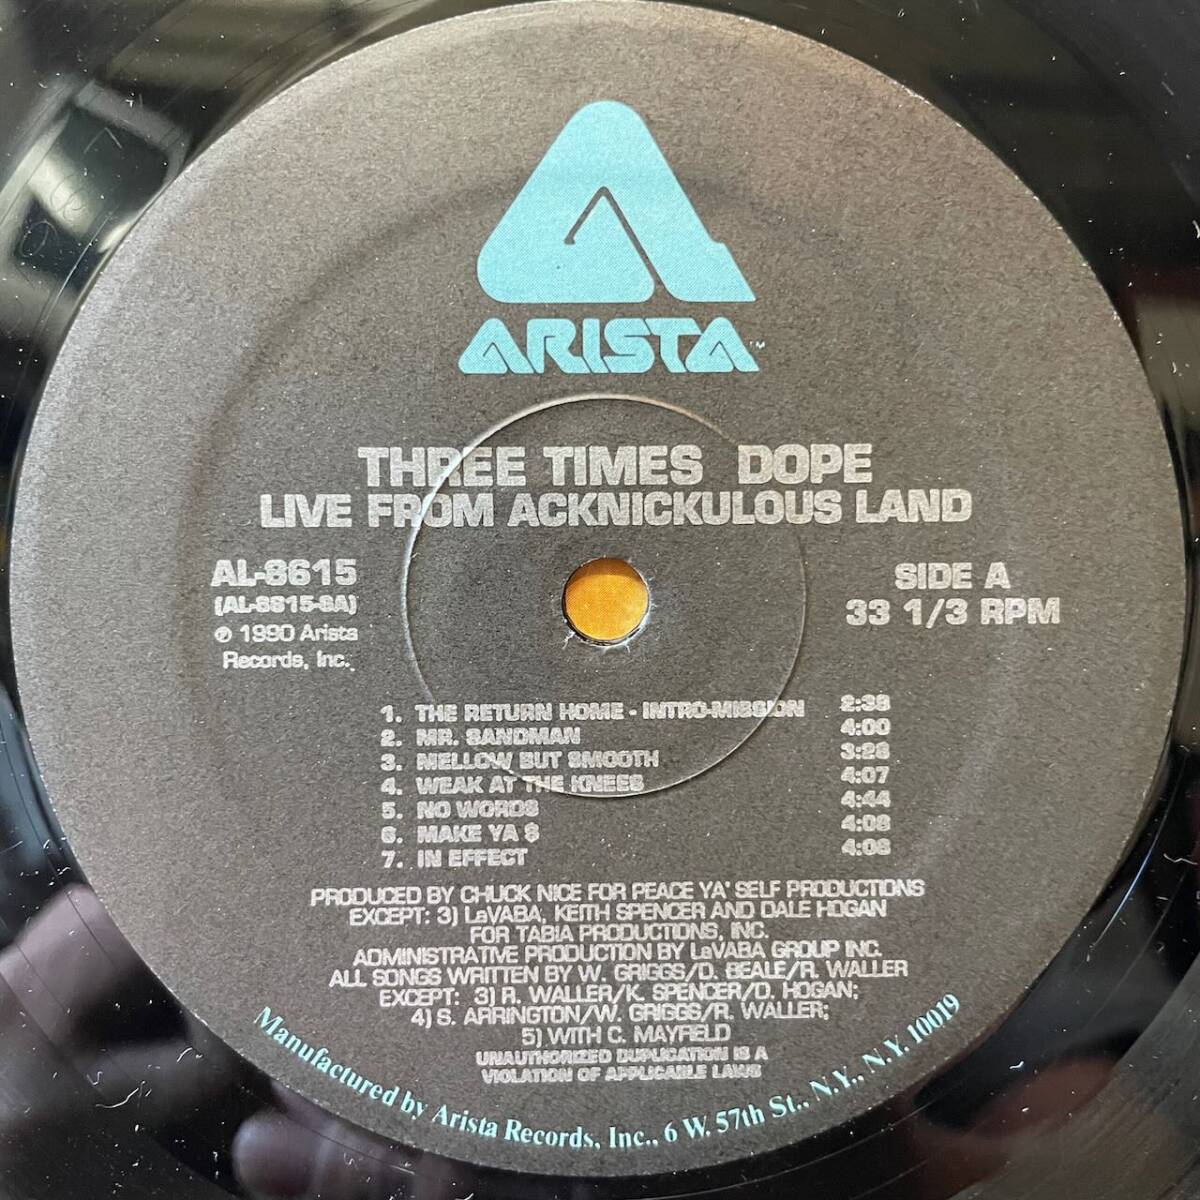 ARISTA™
THREE TIMES DOPE
LIVE FROM ACKNICKULOUS LAND
AL-8615
(AL-8615-SA)
℗ 1990 Arista
Records, Inc.
SIDE A
33 1/3 RPM
1. THE RETURN HOME - INTRO-MISSION 2:38
2. MR. SANDMAN 4:00
3. MELLOW BUT SMOOTH 3:28
4. WEAK AT THE KNEES 4:07
5. NO WORDS 4:44
6. MAKE YA $ 4:08
7. IN EFFECT 4:06
PRODUCED BY CHUCK NICE FOR PEACE YA' SELF PRODUCTIONS
EXCEPT: 3) LaVABA, KEITH SPENCER AND DALE HOGAN
FOR TABIA PRODUCTIONS, INC.
ADMINISTRATIVE PRODUCTION BY LaVABA GROUP INC.
ALL SONGS WRITTEN BY W. GRIGGS/D. BEALE/R. WALLER
EXCEPT: 3) R. WALLER/K. SPENCER/D. HOGAN;
4) S. ARRINGTON/W. GRIGGS/R. WALLER;
5) WITH C. MAYFIELD
UNAUTHORIZED DUPLICATION IS A
VIOLATION OF APPLICABLE LAWS
Manufactured by Arista Records, Inc., 6 W. 57th St., N.Y., N.Y. 10019